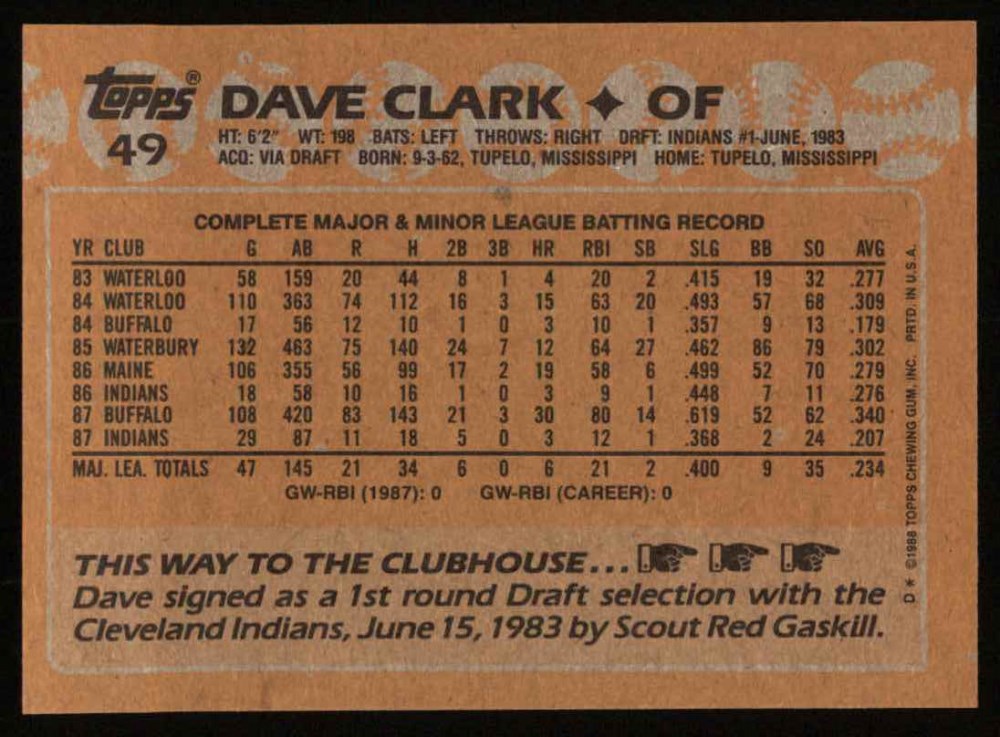 Topps®
49
DAVE CLARK ✦ OF
HT: 6'2" WT: 198 BATS: LEFT THROWS: RIGHT DRFT: INDIANS #1-JUNE, 1983
ACQ: VIA DRAFT BORN: 9-3-62, TUPELO, MISSISSIPPI HOME: TUPELO, MISSISSIPPI
COMPLETE MAJOR & MINOR LEAGUE BATTING RECORD
YR CLUB G AB R H 2B 3B HR RBI SB SLG BB SO AVG
83 WATERLOO 58 159 20 44 8 1 4 20 2 .415 19 32 .277
84 WATERLOO 110 363 74 112 16 3 15 63 20 .493 57 68 .309
84 BUFFALO 17 56 12 10 1 0 3 10 1 .357 9 13 .179
85 WATERBURY 132 463 75 140 24 7 12 64 27 .462 86 79 .302
86 MAINE 106 355 56 99 17 2 19 58 6 .499 52 70 .279
86 INDIANS 18 58 10 16 1 0 3 9 1 .448 7 11 .276
87 BUFFALO 108 420 83 143 21 3 30 80 14 .619 52 62 .340
87 INDIANS 29 87 11 18 5 0 3 12 1 .368 2 24 .207
MAJ. LEA. TOTALS 47 145 21 34 6 0 6 21 2 .400 9 35 .234
GW-RBI (1987): 0 GW-RBI (CAREER): 0
THIS WAY TO THE CLUBHOUSE...
Dave signed as a 1st round Draft selection with the
Cleveland Indians, June 15, 1983 by Scout Red Gaskill.
D* ©1988 TOPPS CHEWING GUM, INC. PRTD. IN U.S.A.